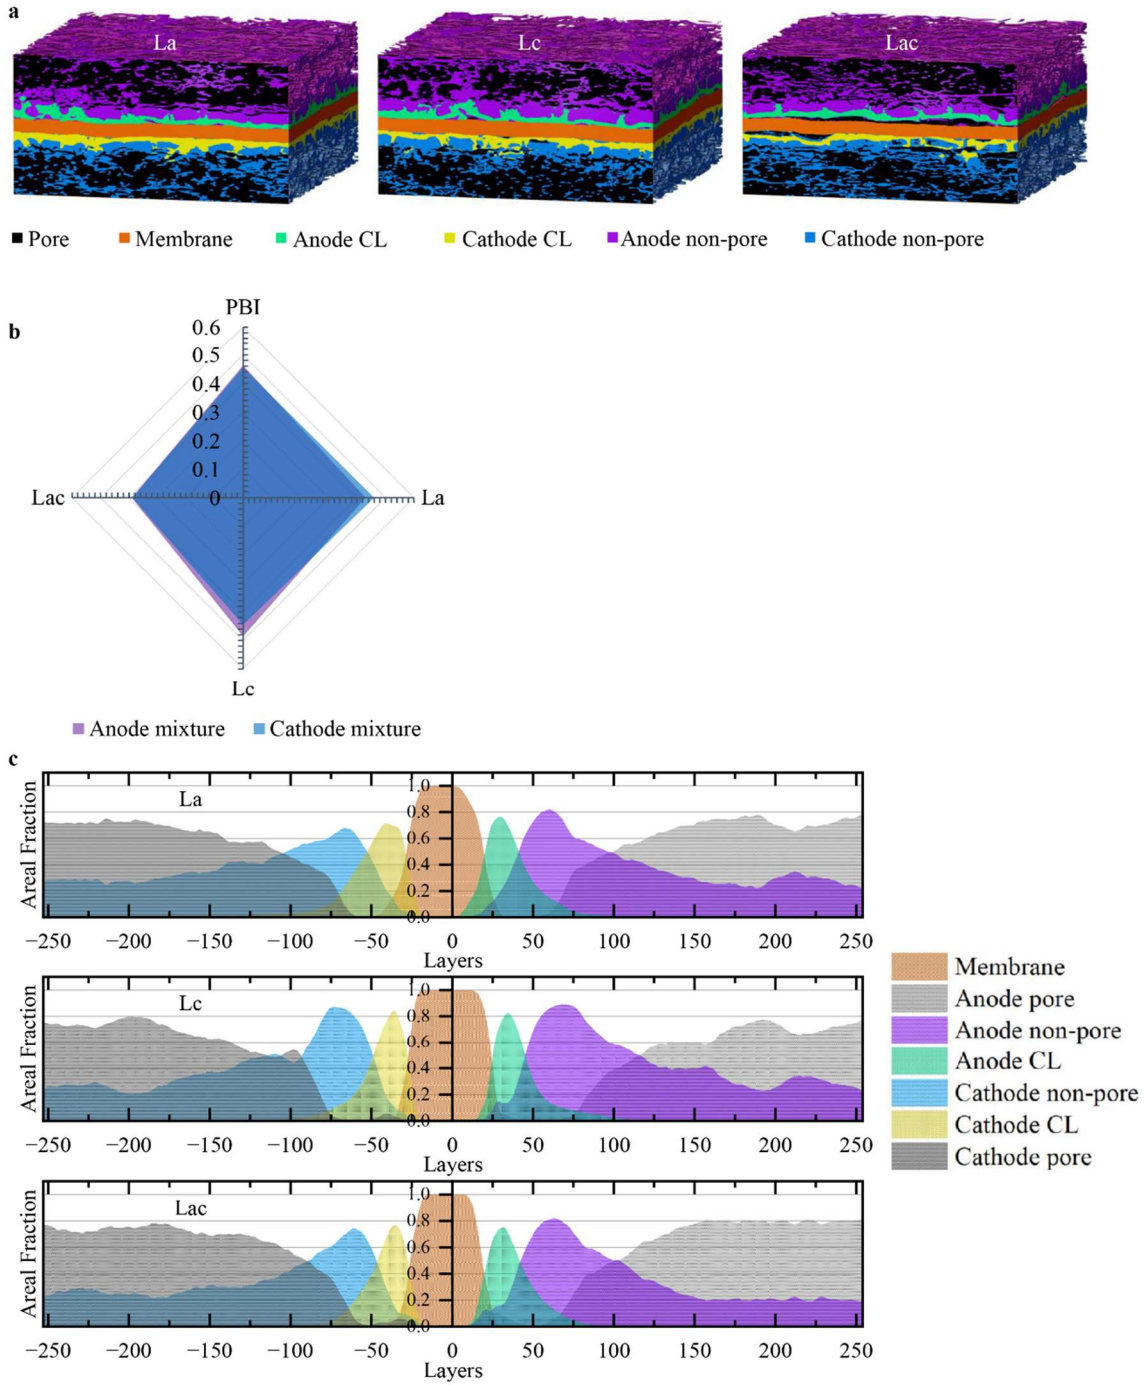 a
La
Lc
Lac
Pore
Membrane
Anode CL
Cathode CL
Anode non-pore
Cathode non-pore
b
PBI
0.6
0.5
0.4
0.3
0.2
0.1
0
Lac
La
Lc
Anode mixture
Cathode mixture
c
Areal Fraction
La
1.0
0.8
0.6
0.4
0.2
0.0
−250 −200 −150 −100 −50 0 50 100 150 200 250
Layers
Areal Fraction
Lc
1.0
0.8
0.6
0.4
0.2
0.0
−250 −200 −150 −100 −50 0 50 100 150 200 250
Layers
Areal Fraction
Lac
1.0
0.8
0.6
0.4
0.2
0.0
−250 −200 −150 −100 −50 0 50 100 150 200 250
Layers
Membrane
Anode pore
Anode non-pore
Anode CL
Cathode non-pore
Cathode CL
Cathode pore